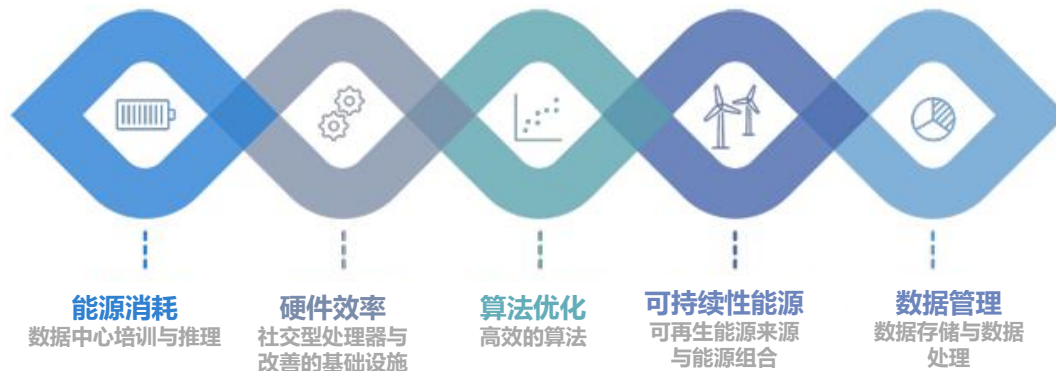 能源消耗
数据中心培训与推理
硬件效率
社交型处理器与
改善的基础设施
算法优化
高效的算法
可持续性能源
可再生能源来源
与能源组合
数据管理
数据存储与数据
处理